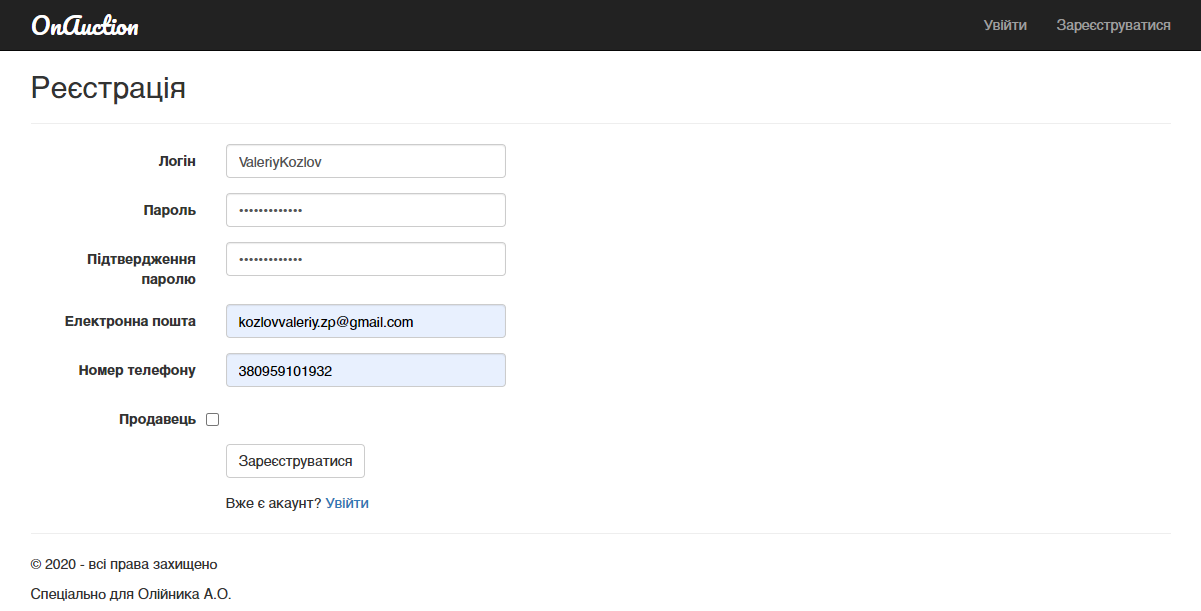 OnAuction
Увійти Зареєструватися
Реєстрація
Логін ValeriyKozlov
Пароль •••••••••••••
Підтвердження паролю •••••••••••••
Електронна пошта kozlovvaleriy.zp@gmail.com
Номер телефону 380959101932
Продавець
Зареєструватися
Вже є акаунт? Увійти
© 2020 - всі права захищено
Спеціально для Олійника А.О.